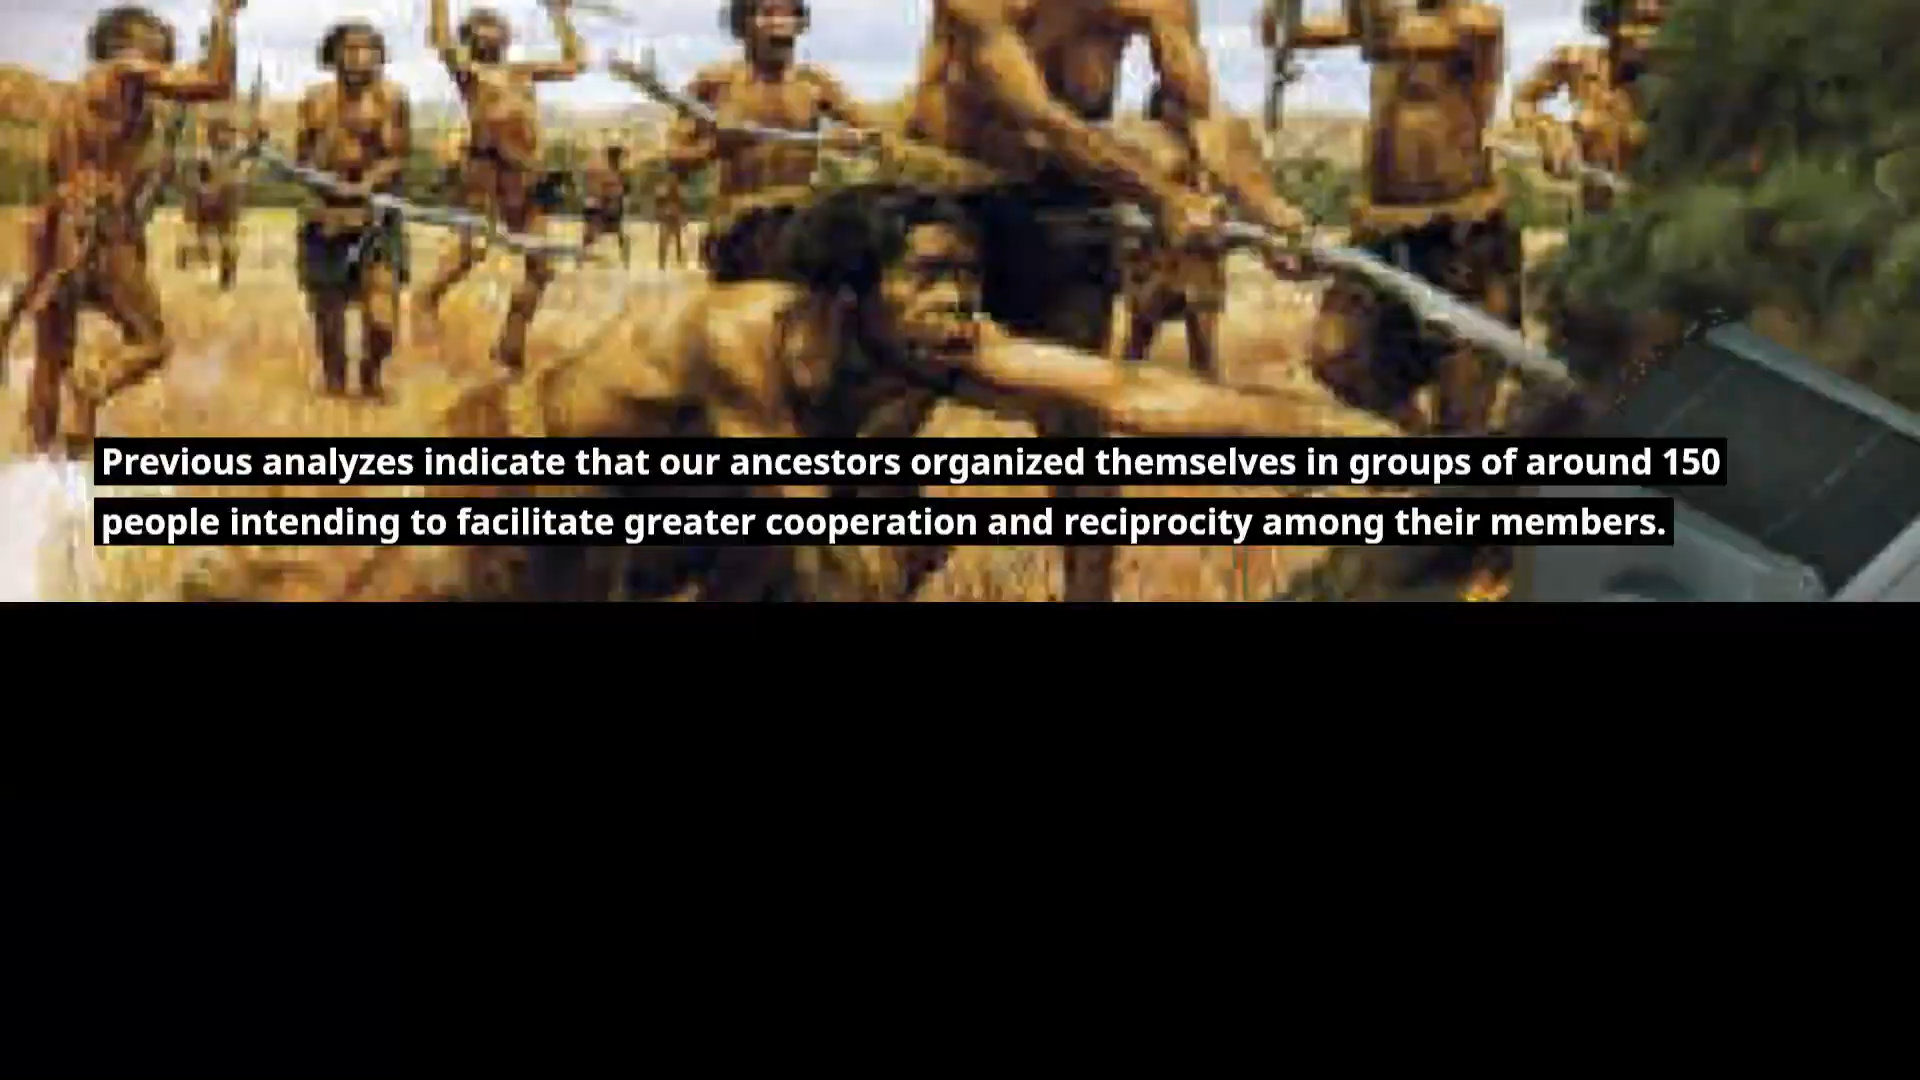 Previous analyzes indicate that our ancestors organized themselves in groups of around 150
people intending to facilitate greater cooperation and reciprocity among their members.